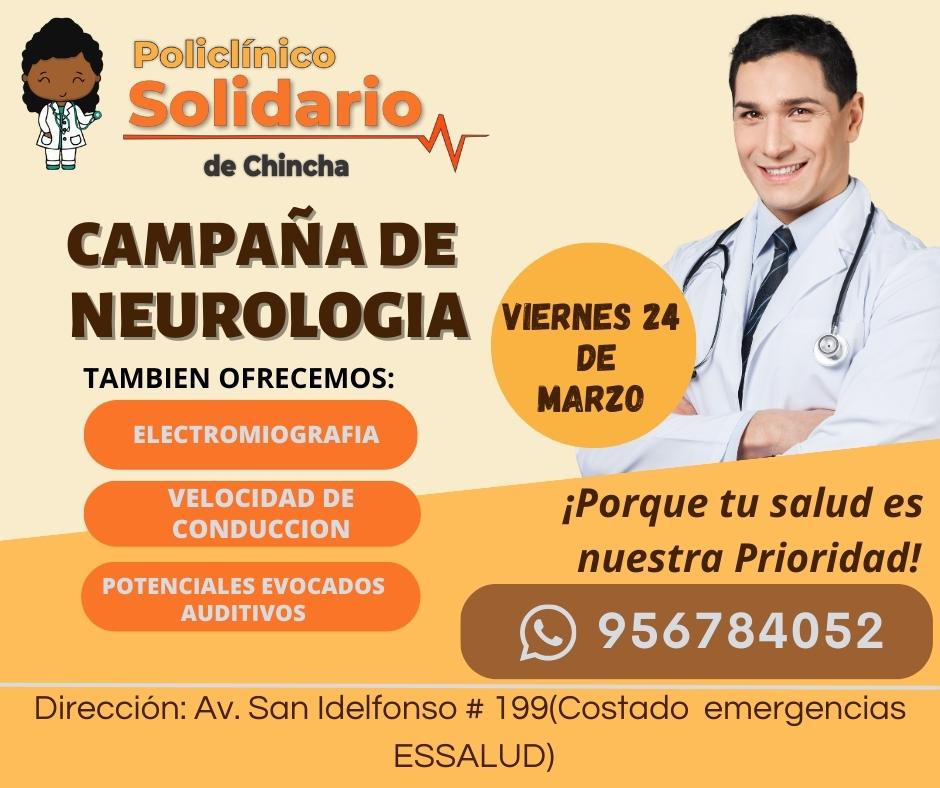 Policlínico
Solidario
de Chincha
CAMPAÑA DE
NEUROLOGIA
TAMBIEN OFRECEMOS:
ELECTROMIOGRAFIA
VELOCIDAD DE
CONDUCCION
POTENCIALES EVOCADOS
AUDITIVOS
VIERNES 24
DE
MARZO
¡Porque tu salud es
nuestra Prioridad!
956784052
Dirección: Av. San Idelfonso # 199(Costado emergencias
ESSALUD)